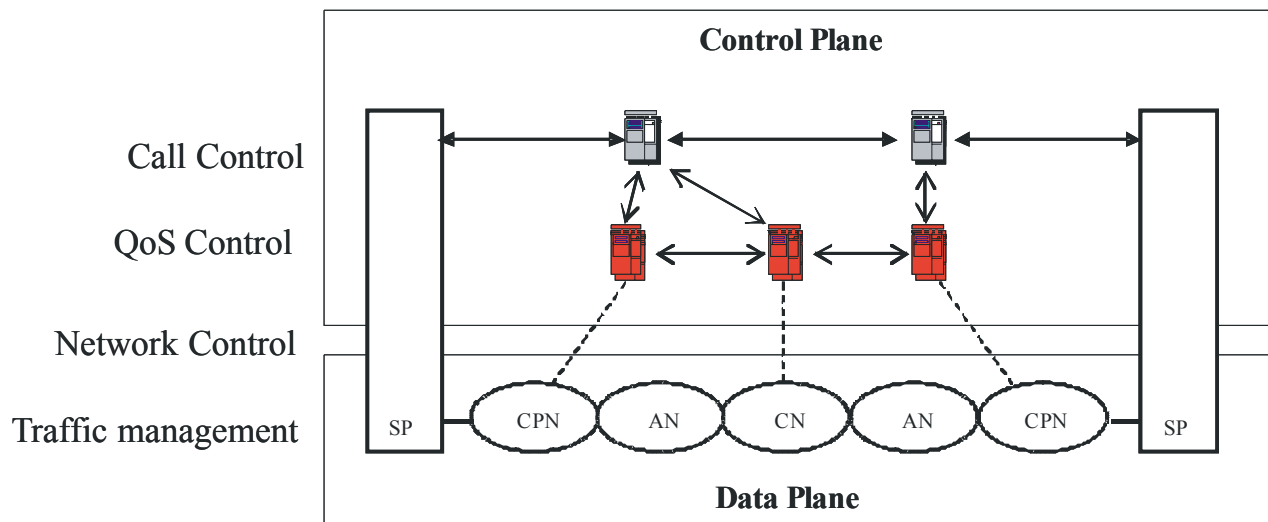 Control Plane
Call Control
QoS Control
Network Control
Traffic management
SP
CPN
AN
CN
AN
CPN
SP
Data Plane